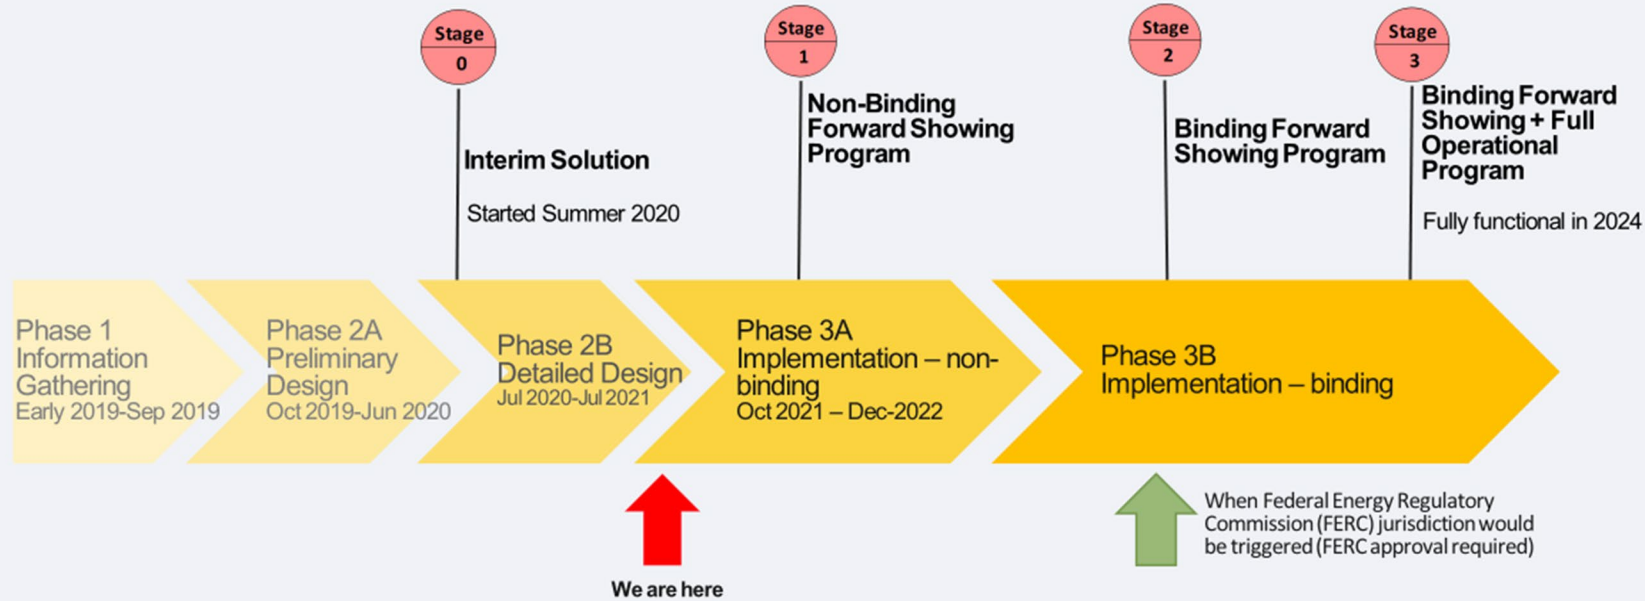 Stage
0
Stage
1
Stage
2
Stage
3
Interim Solution
Started Summer 2020
Non-Binding
Forward Showing
Program
Binding Forward
Showing Program
Binding Forward
Showing + Full
Operational
Program
Fully functional in 2024
Phase 1
Information
Gathering
Early 2019-Sep 2019
Phase 2A
Preliminary
Design
Oct 2019-Jun 2020
Phase 2B
Detailed Design
Jul 2020-Jul 2021
Phase 3A
Implementation – non-
binding
Oct 2021 – Dec-2022
Phase 3B
Implementation – binding
We are here
When Federal Energy Regulatory
Commission (FERC) jurisdiction would
be triggered (FERC approval required)